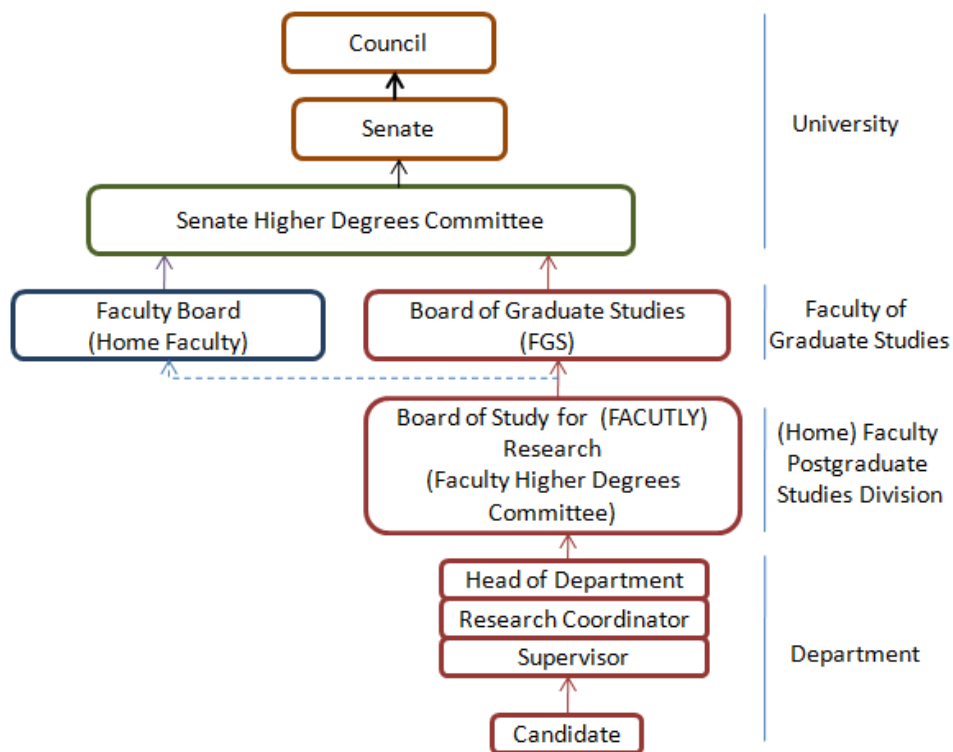 Council
Senate
University
Senate Higher Degrees Committee
Faculty Board
(Home Faculty)
Board of Graduate Studies
(FGS)
Faculty of
Graduate Studies
Board of Study for (FACUTLY)
Research
(Faculty Higher Degrees
Committee)
(Home) Faculty
Postgraduate
Studies Division
Head of Department
Research Coordinator
Supervisor
Department
Candidate